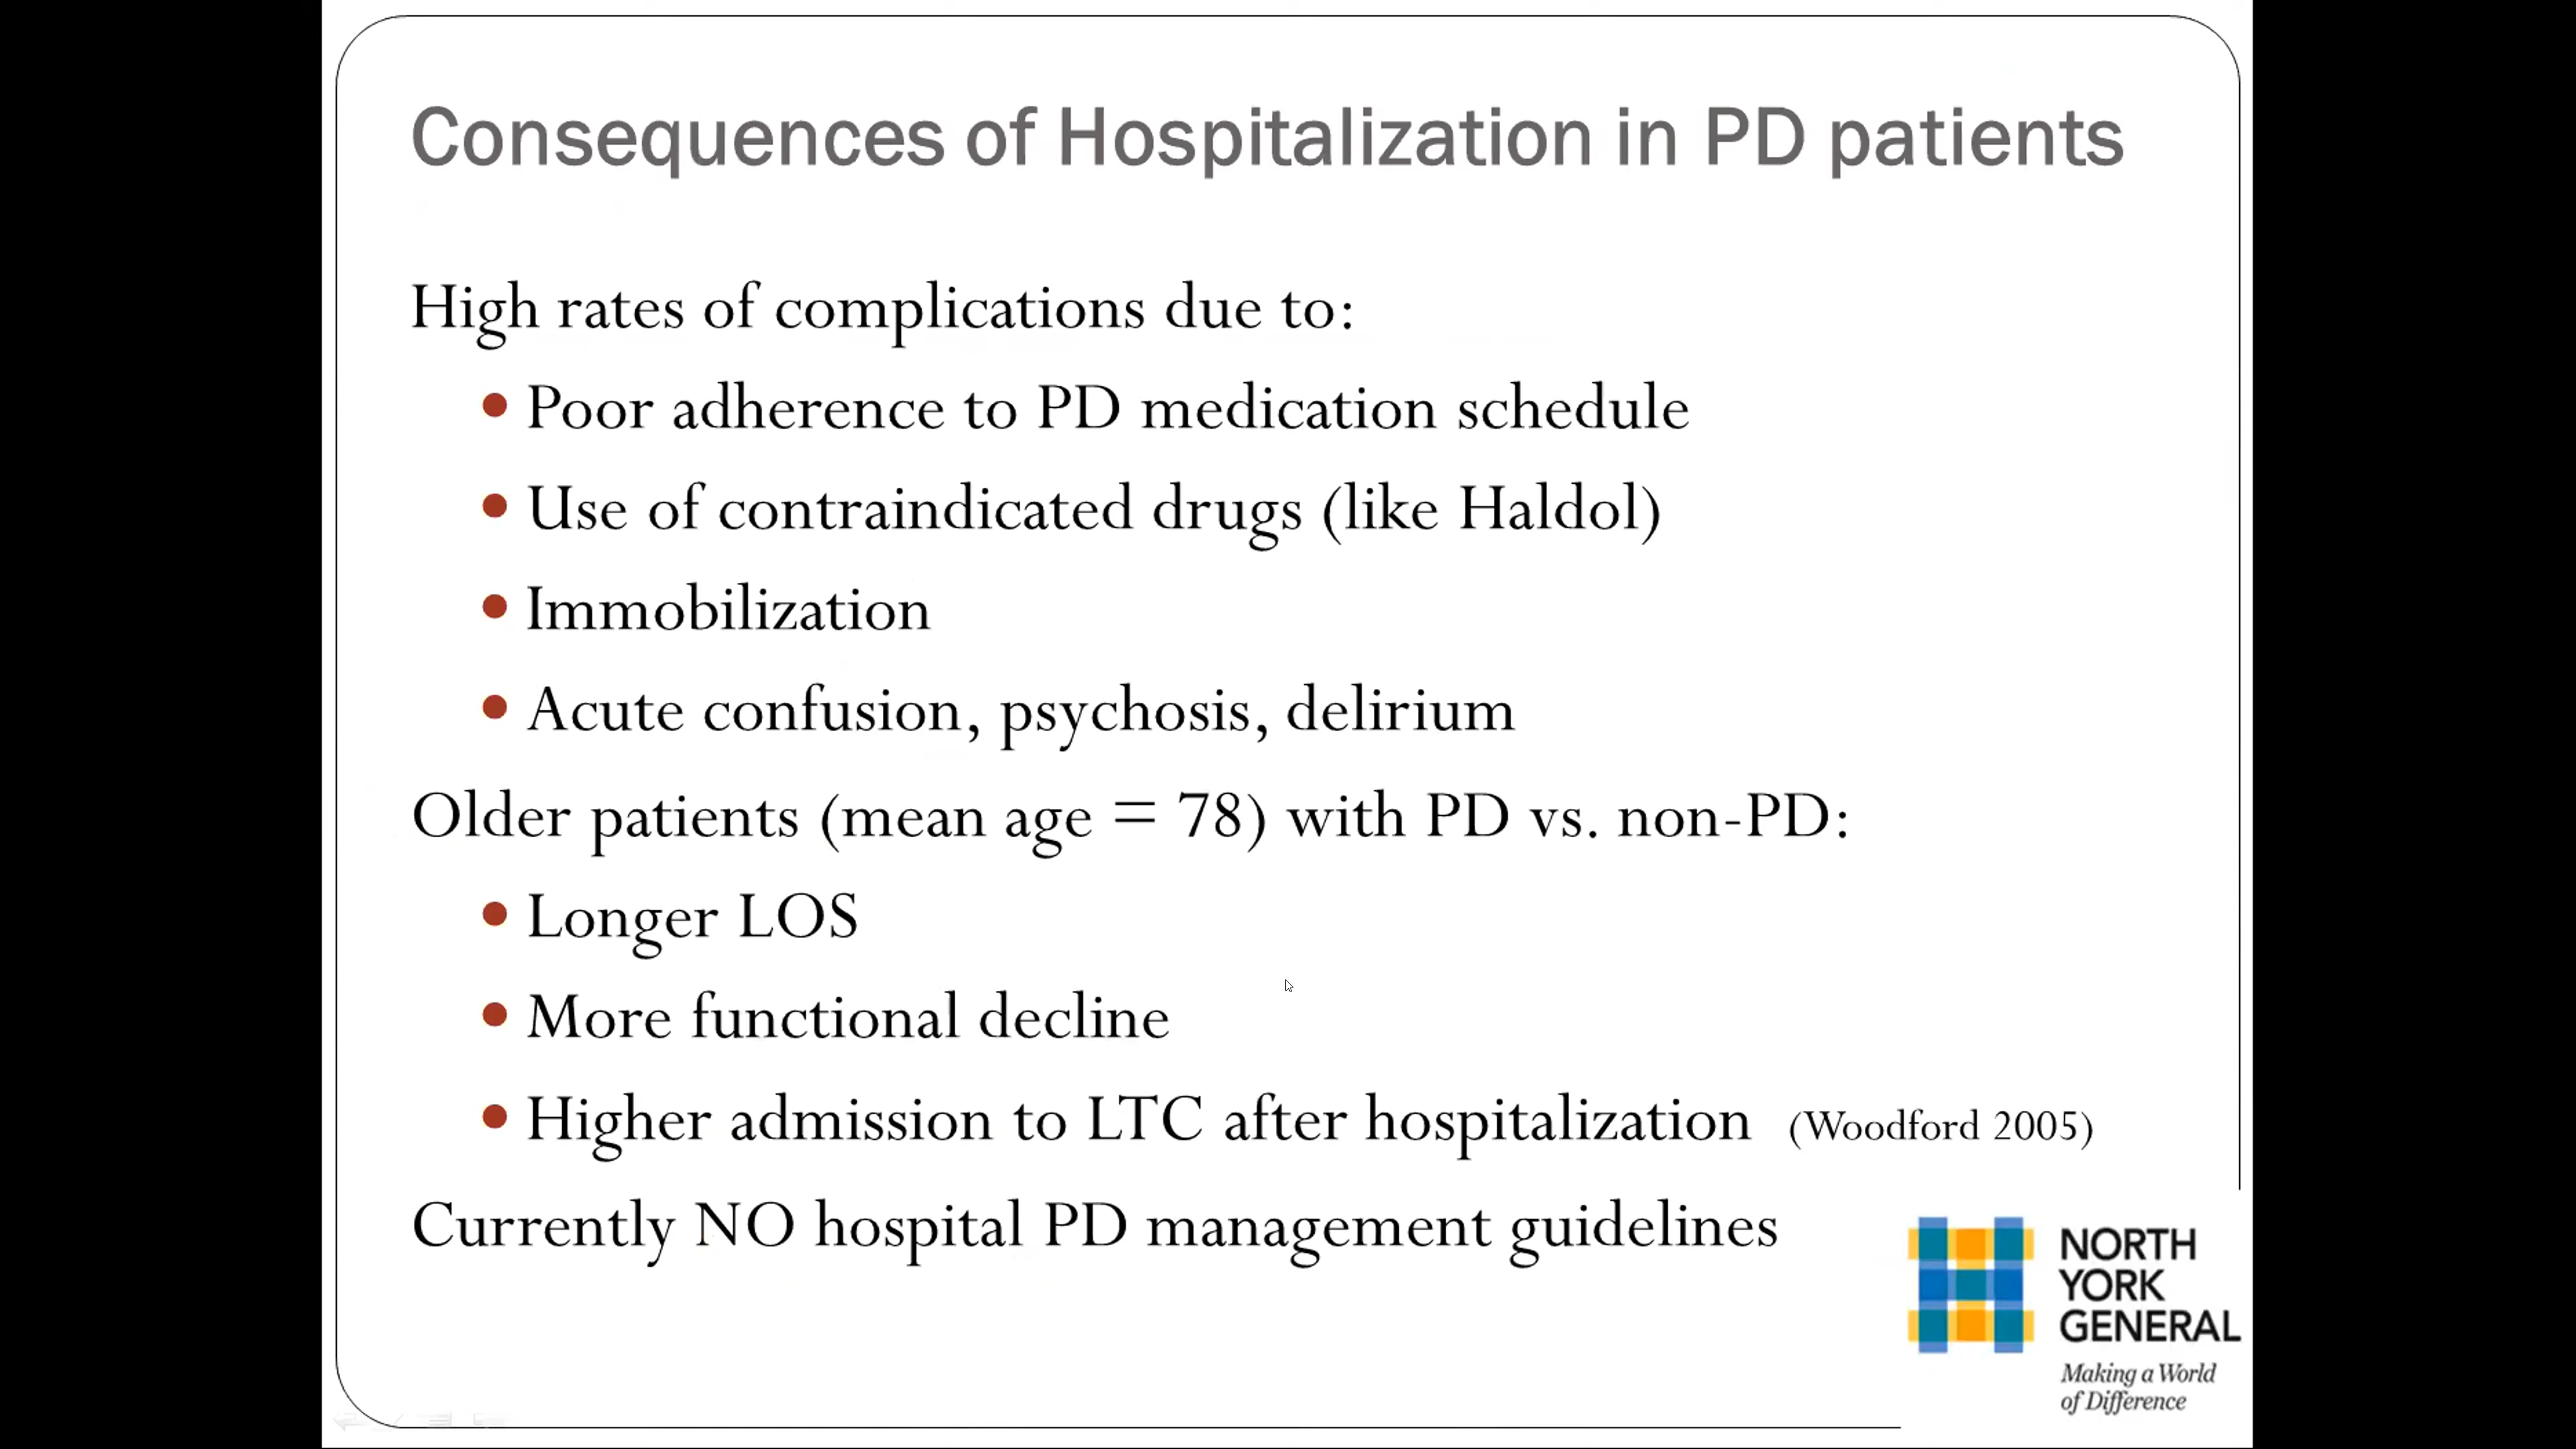 Consequences of Hospitalization in PD patients
High rates of complications due to:
• Poor adherence to PD medication schedule
• Use of contraindicated drugs (like Haldol)
• Immobilization
• Acute confusion, psychosis, delirium
Older patients (mean age = 78) with PD vs. non-PD:
• Longer LOS
• More functional decline
• Higher admission to LTC after hospitalization (Woodford 2005)
Currently NO hospital PD management guidelines
NORTH
YORK
GENERAL
Making a World
of Difference